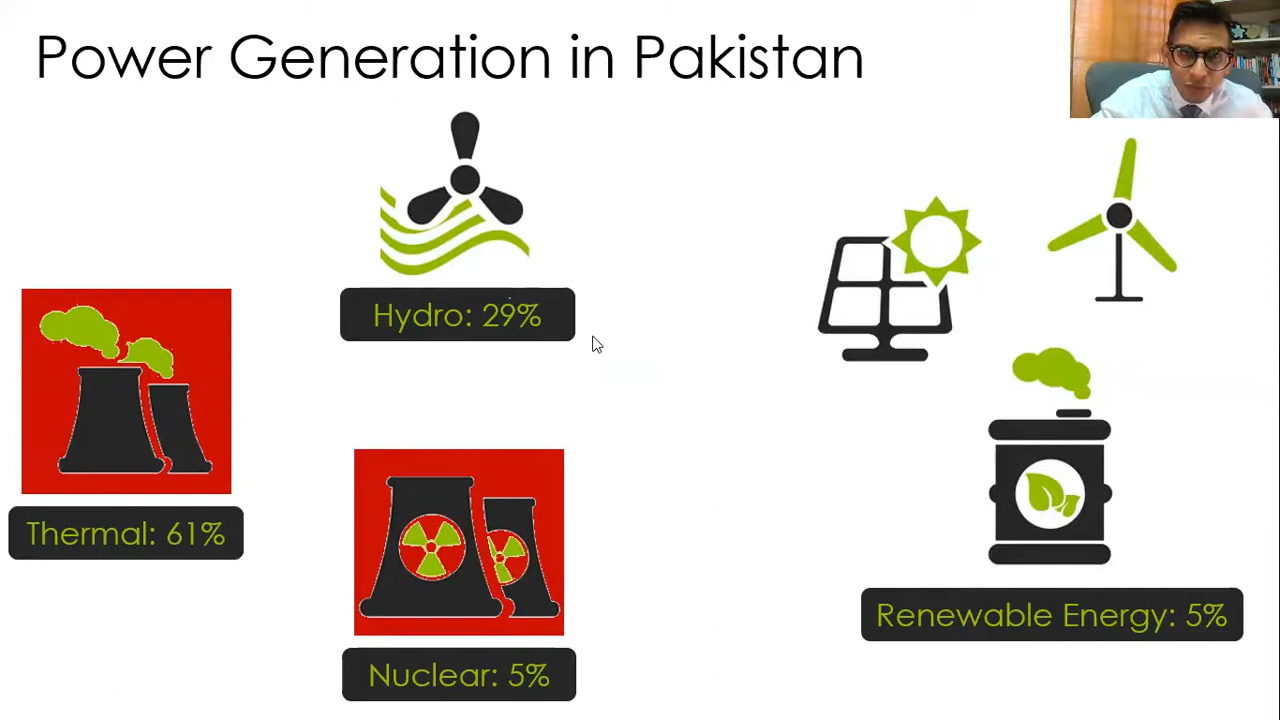 Power Generation in Pakistan
Hydro: 29%
Thermal: 61%
Nuclear: 5%
Renewable Energy: 5%